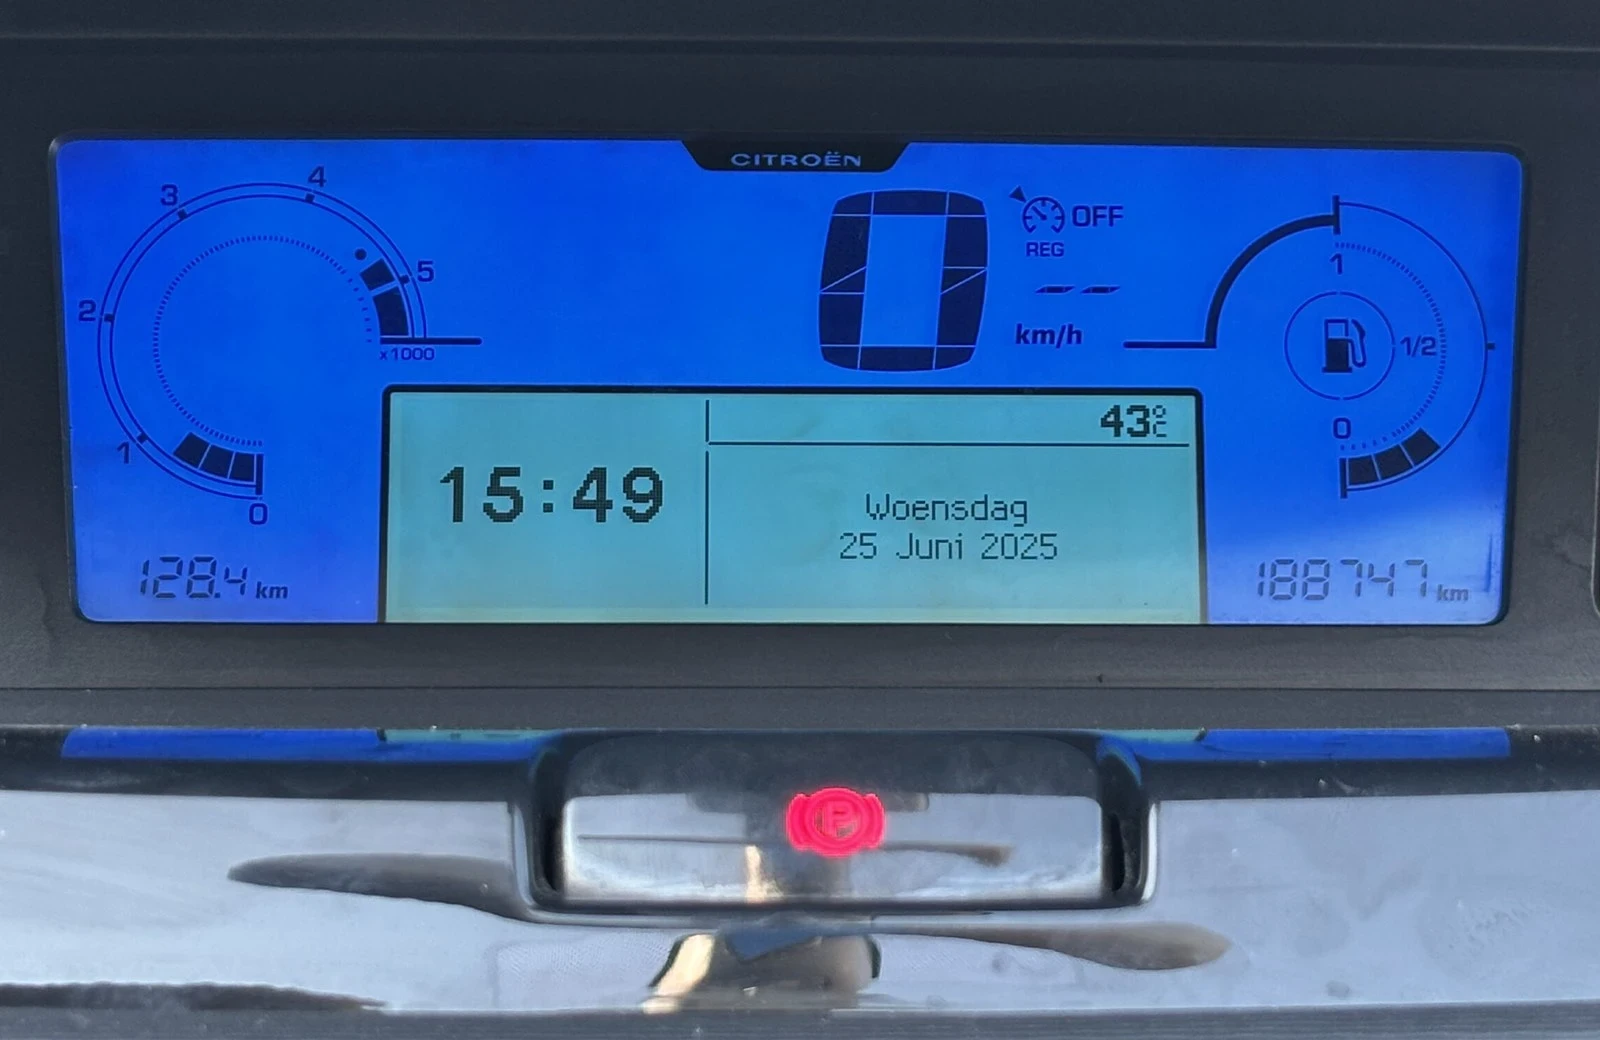 CITROËN
4
3
5
2
x1000
1
0
0
OFF
REG
-- --
km/h
1
1/2
0
43°C
15:49
Woensdag
25 Juni 2025
128.4 km
188747 km
P